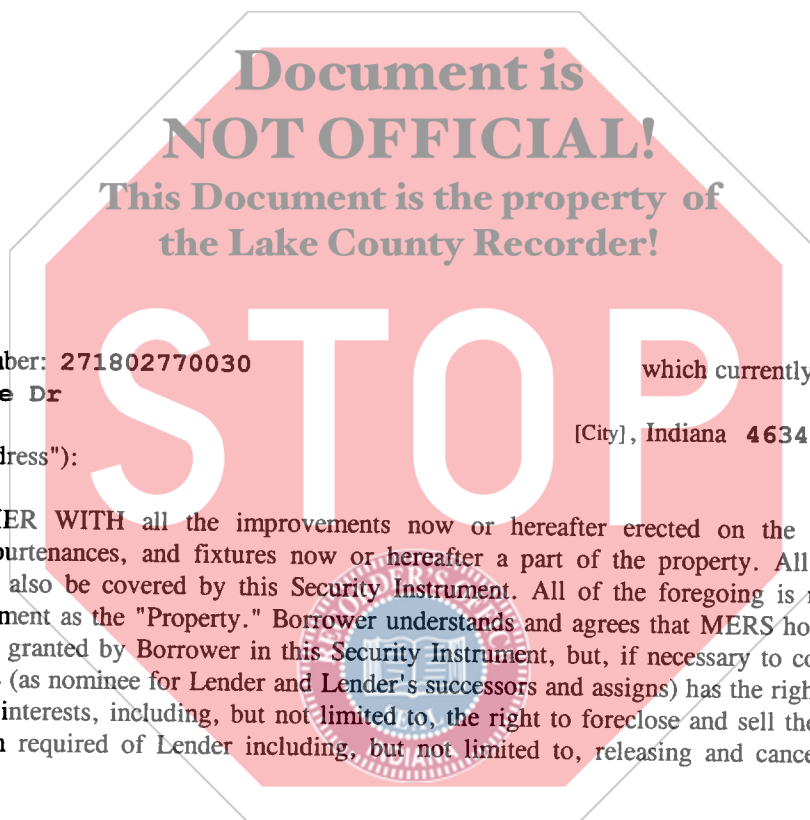 Document is
NOT OFFICIAL!
This Document is the property of
the Lake County Recorder!
STOP
ber: 271802770030 which currently
e Dr
[City], Indiana 4634
dress"):
ER WITH all the improvements now or hereafter erected on the
purtenances, and fixtures now or hereafter a part of the property. All
also be covered by this Security Instrument. All of the foregoing is
ment as the "Property." Borrower understands and agrees that MERS ho
granted by Borrower in this Security Instrument, but, if necessary to co
(as nominee for Lender and Lender's successors and assigns) has the righ
interests, including, but not limited to, the right to foreclose and sell the
required of Lender including, but not limited to, releasing and cance
SEAL